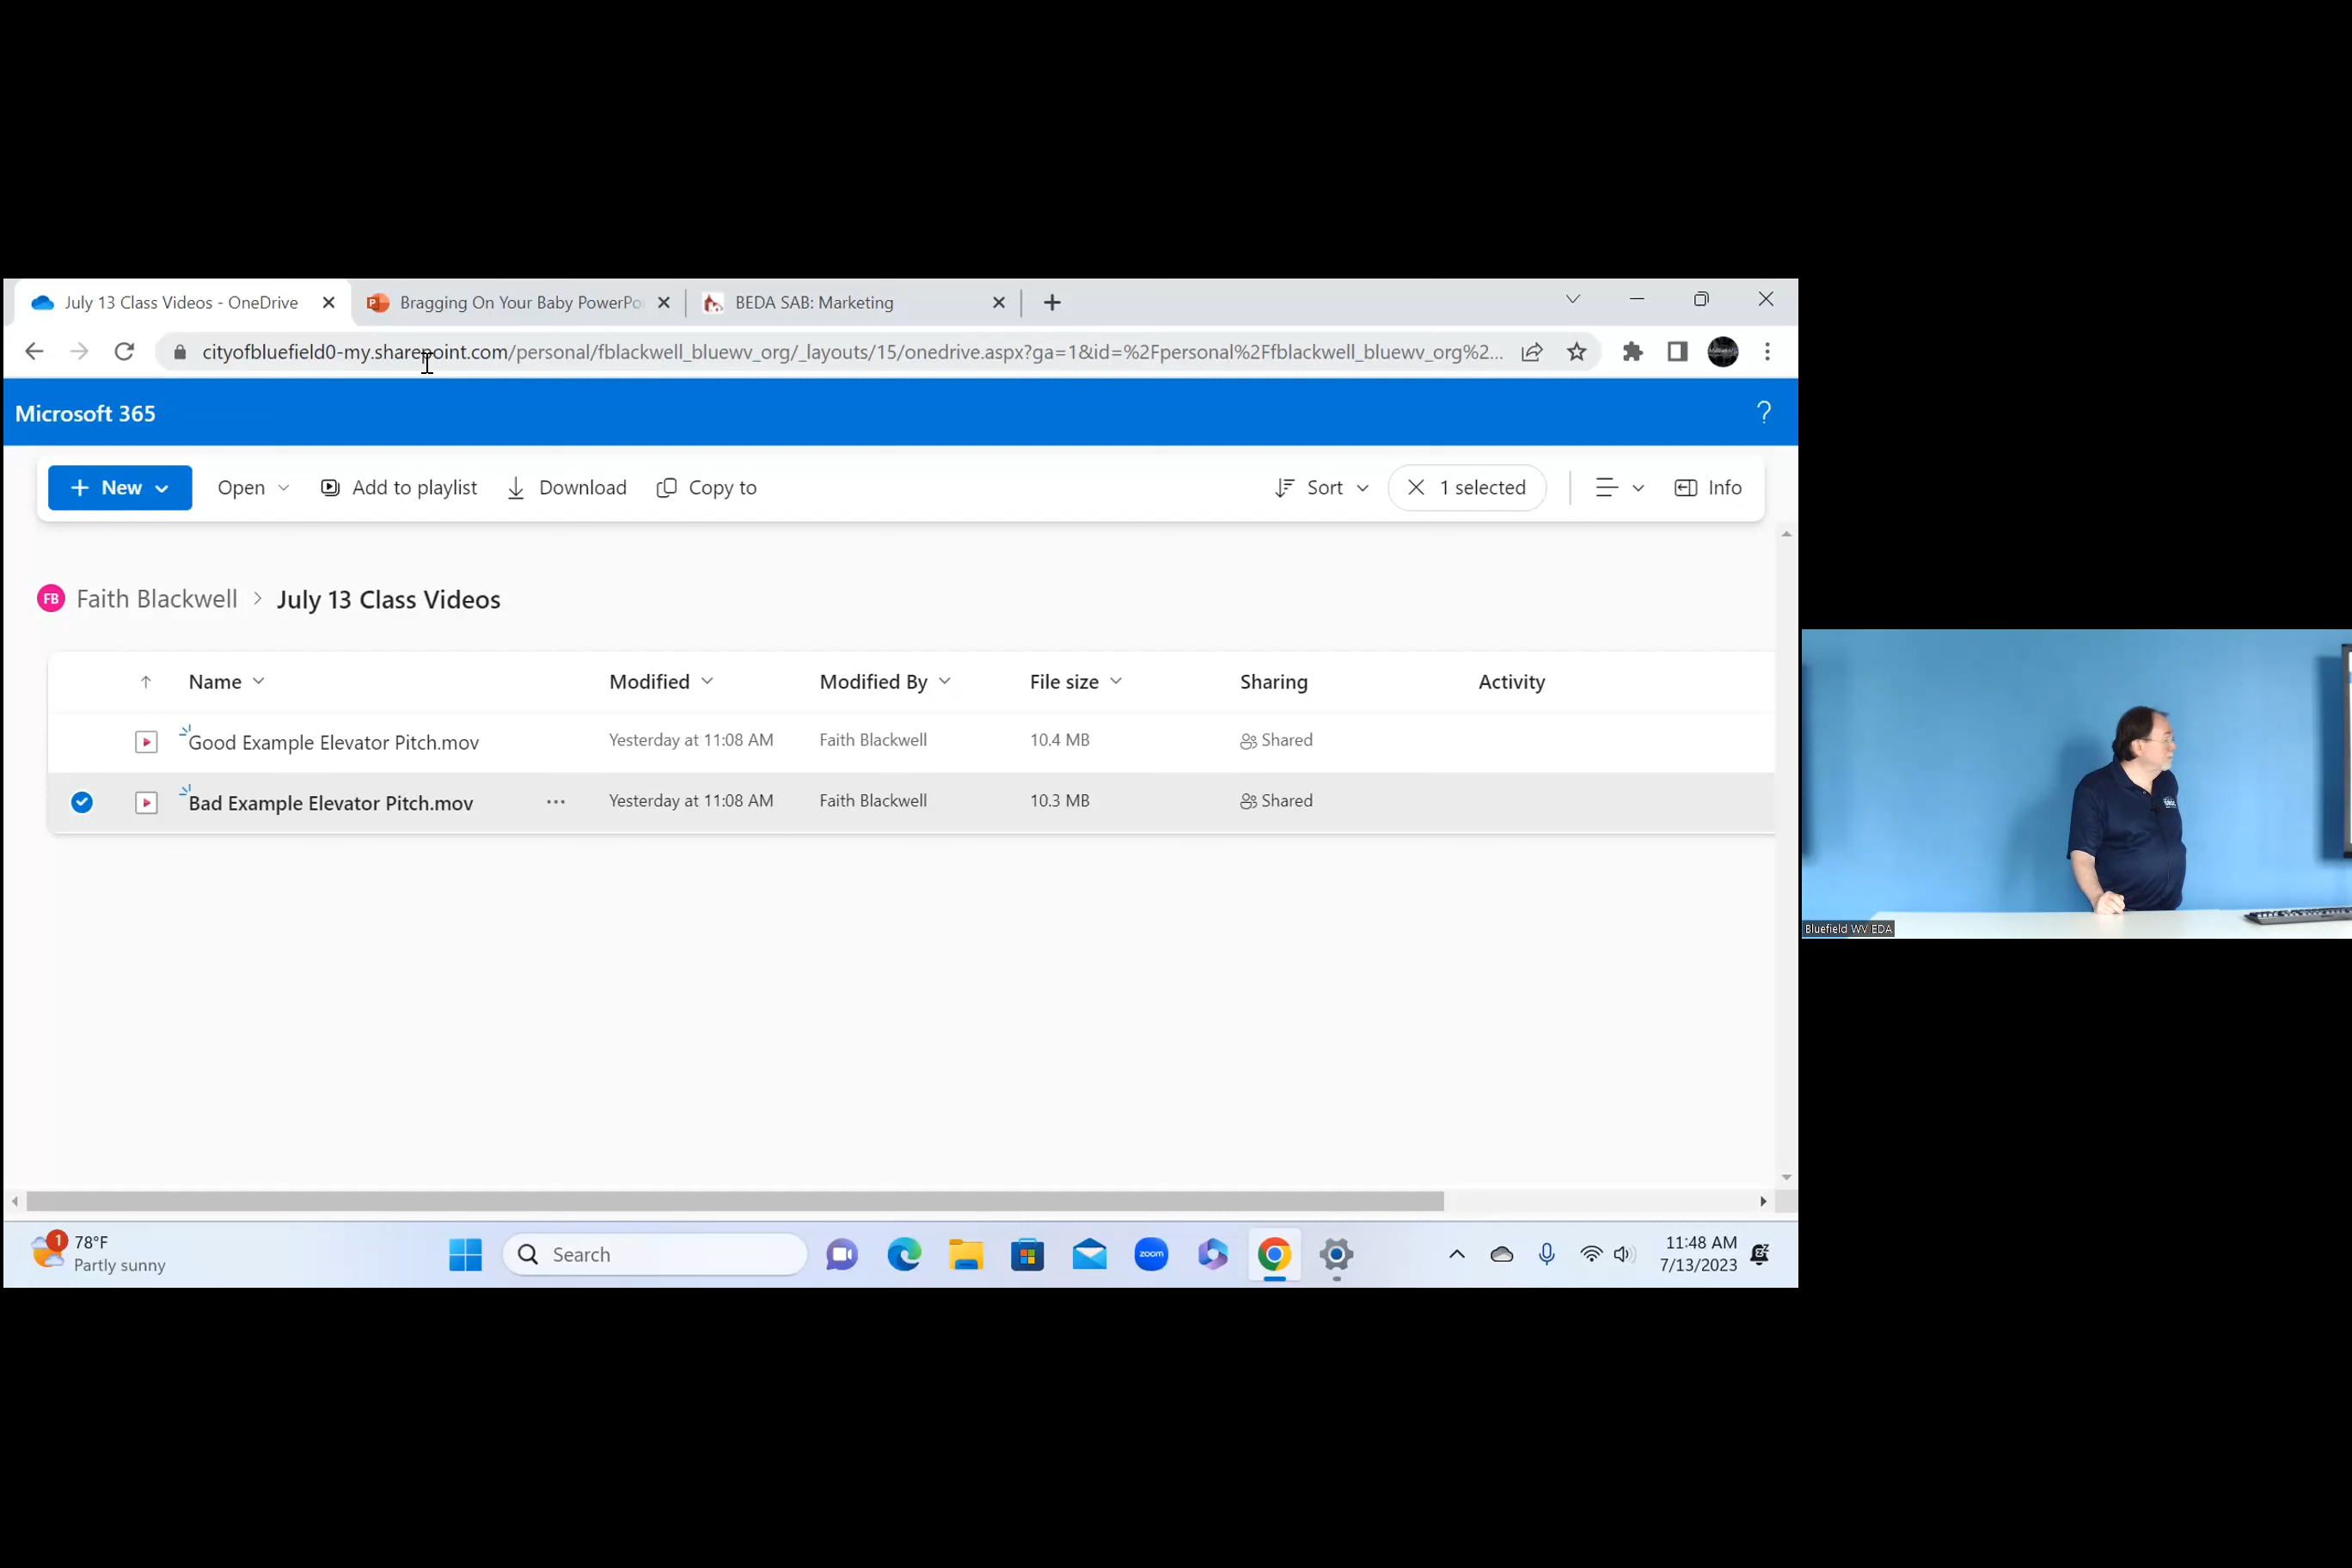 July 13 Class Videos - OneDrive
Bragging On Your Baby PowerPo
BEDA SAB: Marketing
cityofbluefield0-my.sharepoint.com/personal/fblackwell_bluewv_org/_layouts/15/onedrive.aspx?ga=1&id=%2Fpersonal%2Ffblackwell_bluewv_org%2...
Microsoft 365
?
New
Open
Add to playlist
Download
Copy to
Sort
1 selected
Info
FB Faith Blackwell > July 13 Class Videos
Name Modified Modified By File size Sharing Activity
Good Example Elevator Pitch.mov Yesterday at 11:08 AM Faith Blackwell 10.4 MB Shared
Bad Example Elevator Pitch.mov ... Yesterday at 11:08 AM Faith Blackwell 10.3 MB Shared
Bluefield WV EDA
1
78°F
Partly sunny
Search
zoom
11:48 AM
7/13/2023